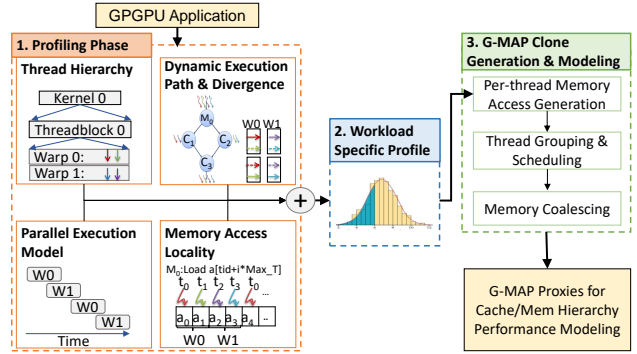 GPGPU Application
1. Profiling Phase
Thread Hierarchy
Kernel 0
Threadblock 0
Warp 0:
Warp 1:
Dynamic Execution
Path & Divergence
M0
C1
C2
C3
W0 W1
Parallel Execution
Model
W0
W1
W0
W1
Time
Memory Access
Locality
M0:Load a[tid+i*Max_T]
t0 t1 t2 t3 t0
...
a0 a1 a2 a3 a4 ..
W0 W1
+
2. Workload
Specific Profile
3. G-MAP Clone
Generation & Modeling
Per-thread Memory
Access Generation
Thread Grouping &
Scheduling
Memory Coalescing
G-MAP Proxies for
Cache/Mem Hierarchy
Performance Modeling